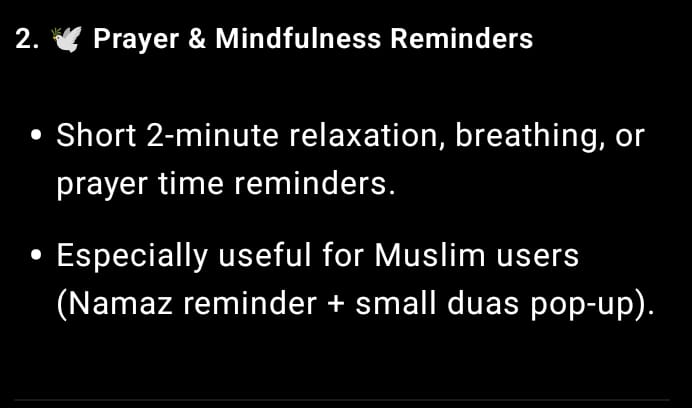 2. 🕊️ Prayer & Mindfulness Reminders
• Short 2-minute relaxation, breathing, or
prayer time reminders.
• Especially useful for Muslim users
(Namaz reminder + small duas pop-up).